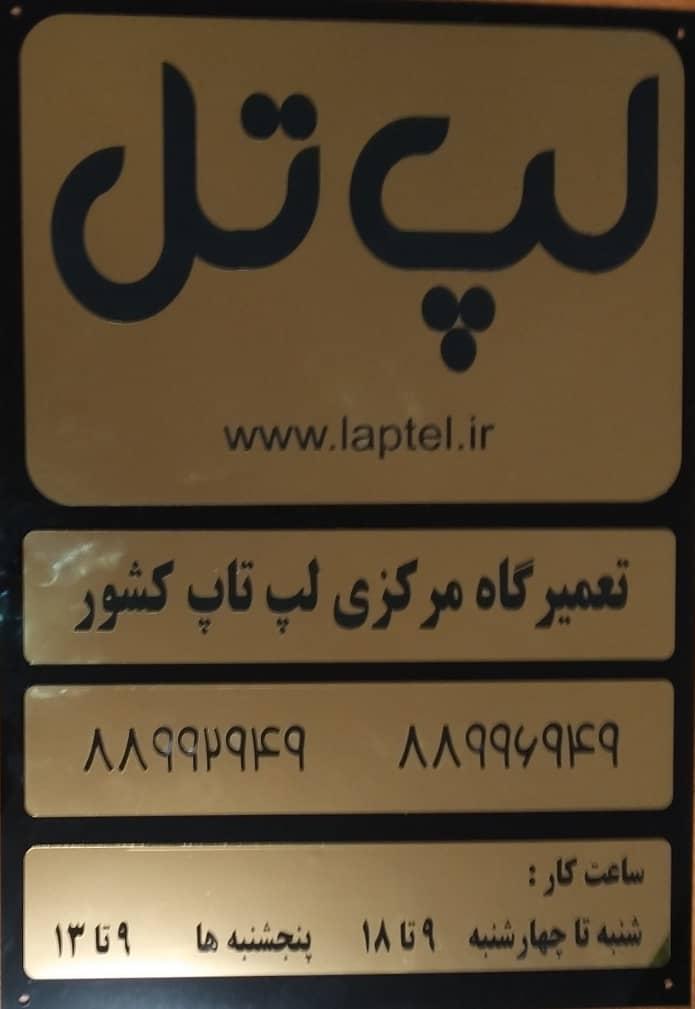 لپ تل
www.laptel.ir
تعمیرگاه مرکزی لپ تاپ کشور
۸۸۹۹۲۹۴۹ ۸۸۹۹۶۹۴۹
ساعت کار :
شنبه تا چهارشنبه ۹ تا ۱۸ پنجشنبه ها ۹ تا ۱۳